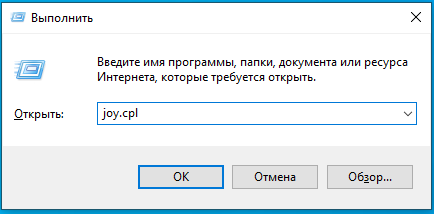 Выполнить
Введите имя программы, папки, документа или ресурса
Интернета, которые требуется открыть.
Открыть: joy.cpl
ОК Отмена Обзор...